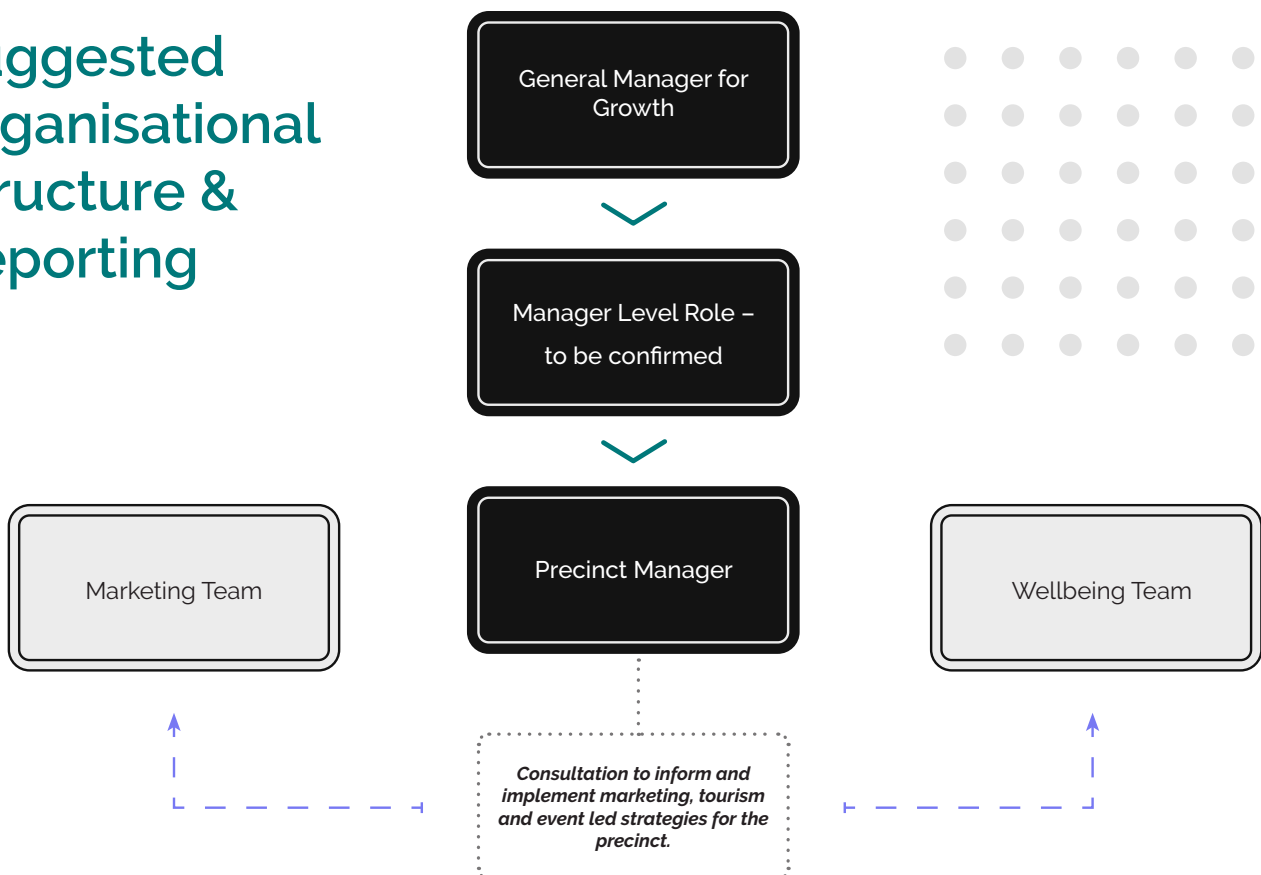 uggested
ganisational
ructure &
eporting
General Manager for
Growth
Manager Level Role –
to be confirmed
Marketing Team
Precinct Manager
Wellbeing Team
Consultation to inform and
implement marketing, tourism
and event led strategies for the
precinct.